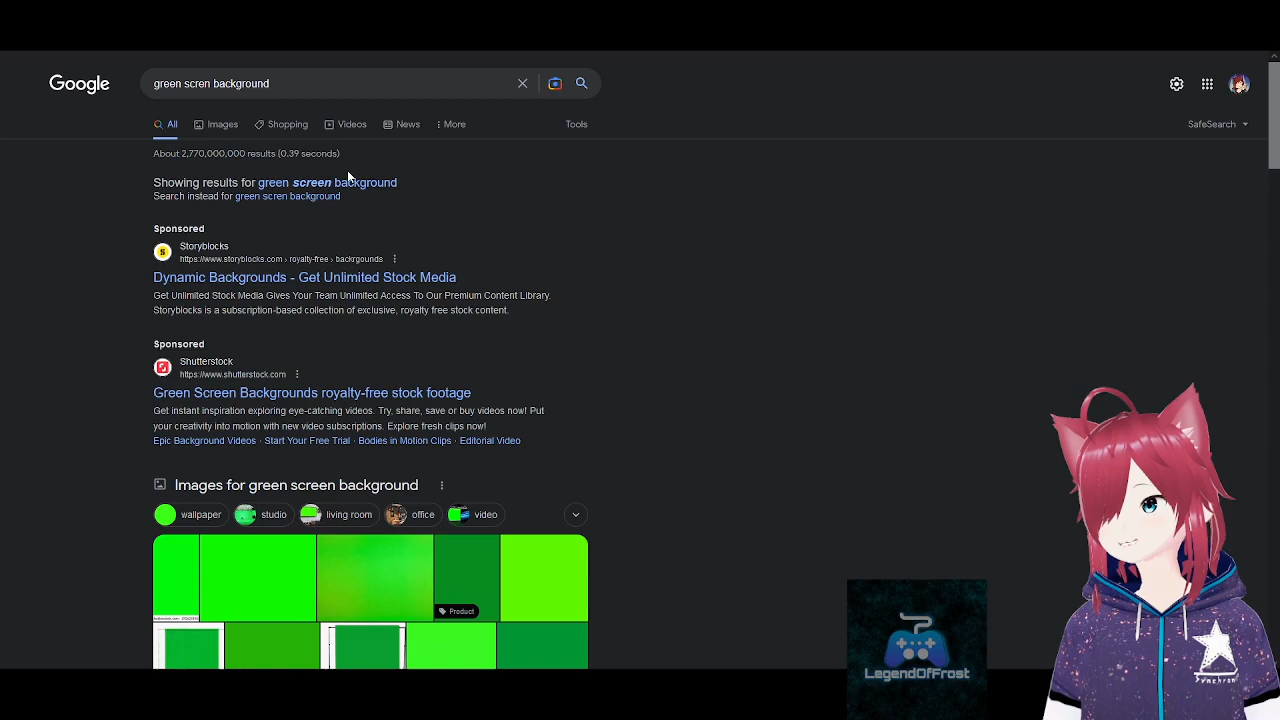 Google
green scren background
All
Images
Shopping
Videos
News
More
Tools
SafeSearch
About 2,770,000,000 results (0.39 seconds)
Showing results for green screen background
Search instead for green scren background
Sponsored
Storyblocks
https://www.storyblocks.com › royalty-free › backgrounds
Dynamic Backgrounds - Get Unlimited Stock Media
Get Unlimited Stock Media Gives Your Team Unlimited Access To Our Premium Content Library.
Storyblocks is a subscription-based collection of exclusive, royalty free stock content.
Sponsored
Shutterstock
https://www.shutterstock.com
Green Screen Backgrounds royalty-free stock footage
Get instant inspiration exploring eye-catching videos. Try, share, save or buy videos now! Put
your creativity into motion with new video subscriptions. Explore fresh clips now!
Epic Background Videos · Start Your Free Trial · Bodies in Motion Clips · Editorial Video
Images for green screen background
wallpaper
studio
living room
office
video
Product
LegendOfFrost
Synchron